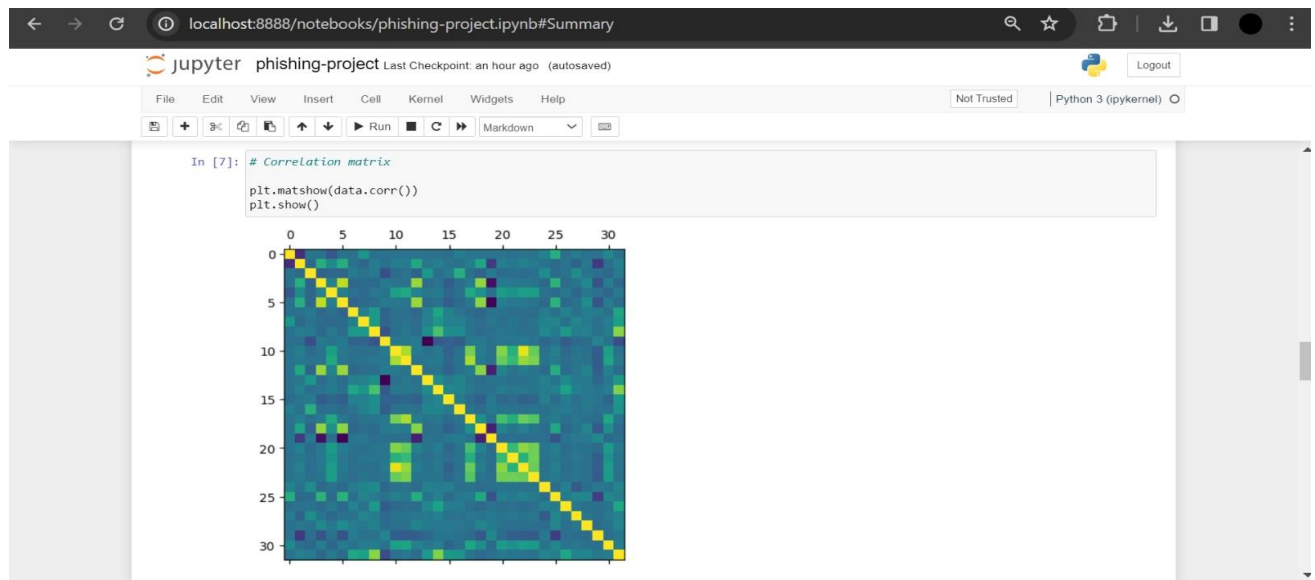 localhost:8888/notebooks/phishing-project.ipynb#Summary
jupyter phishing-project Last Checkpoint: an hour ago (autosaved)
Logout
File Edit View Insert Cell Kernel Widgets Help
Not Trusted
Python 3 (ipykernel)
Run
Markdown
In [7]: # Correlation matrix
plt.matshow(data.corr())
plt.show()
0 5 10 15 20 25 30
0
5
10
15
20
25
30